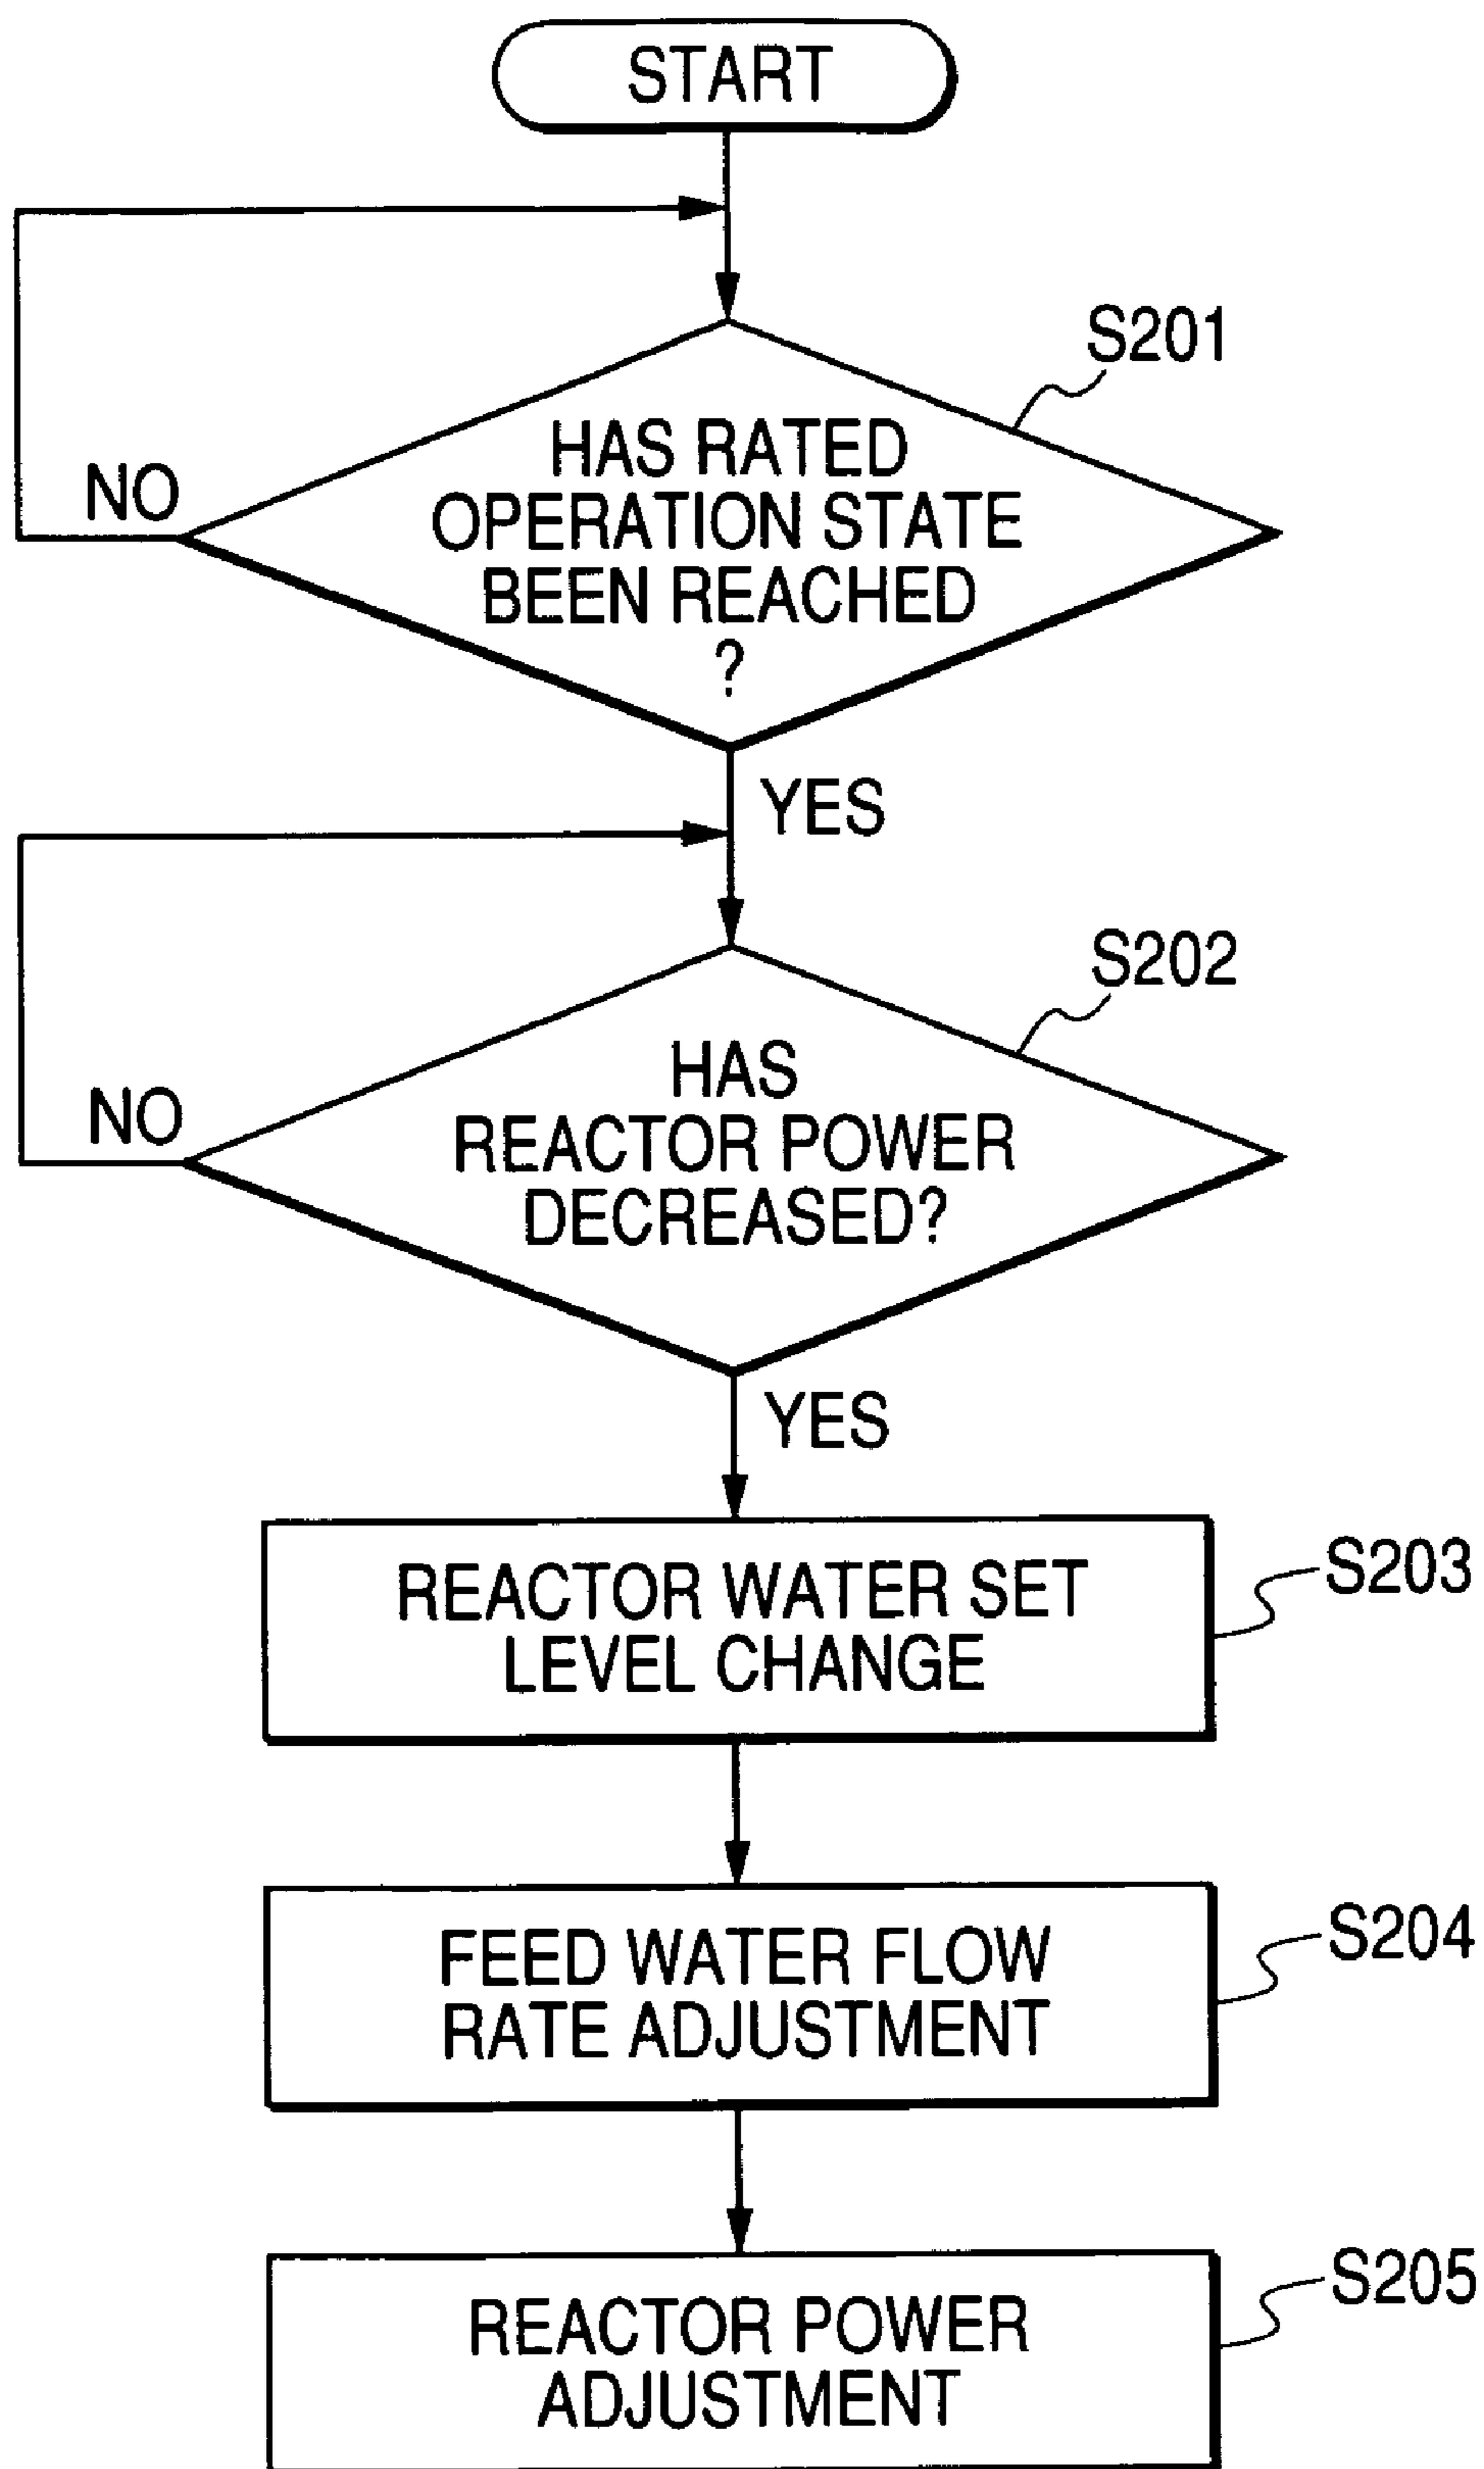 START
S201
HAS RATED
OPERATION STATE
BEEN REACHED
?
NO
YES
S202
HAS
REACTOR POWER
DECREASED?
NO
YES
REACTOR WATER SET
LEVEL CHANGE
S203
FEED WATER FLOW
RATE ADJUSTMENT
S204
REACTOR POWER
ADJUSTMENT
S205